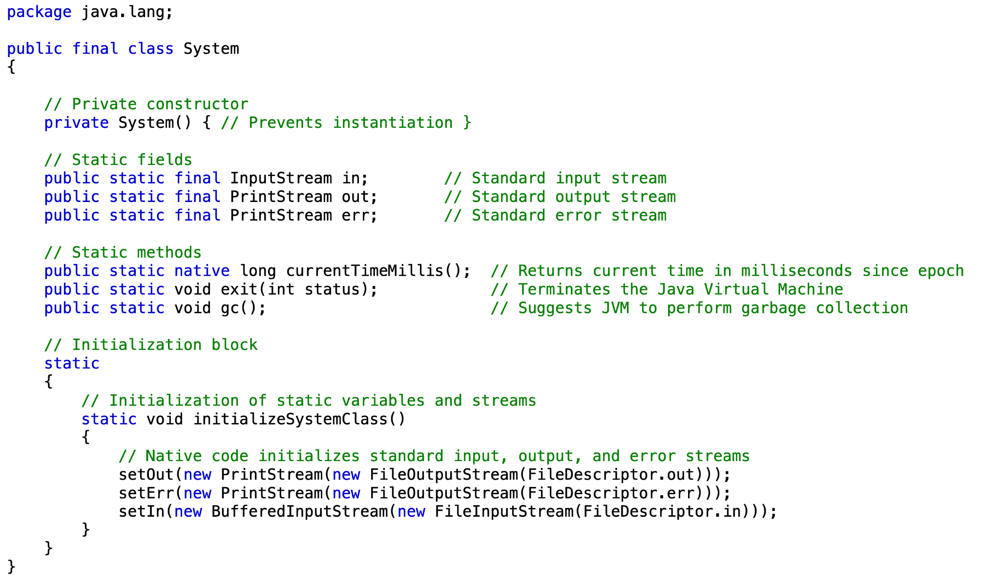 package java.lang;
public final class System
{
// Private constructor
private System() { // Prevents instantiation }
// Static fields
public static final InputStream in; // Standard input stream
public static final PrintStream out; // Standard output stream
public static final PrintStream err; // Standard error stream
// Static methods
public static native long currentTimeMillis(); // Returns current time in milliseconds since epoch
public static void exit(int status); // Terminates the Java Virtual Machine
public static void gc(); // Suggests JVM to perform garbage collection
// Initialization block
static
{
// Initialization of static variables and streams
static void initializeSystemClass()
{
// Native code initializes standard input, output, and error streams
setOut(new PrintStream(new FileOutputStream(FileDescriptor.out)));
setErr(new PrintStream(new FileOutputStream(FileDescriptor.err)));
setIn(new BufferedInputStream(new FileInputStream(FileDescriptor.in)));
}
}
}